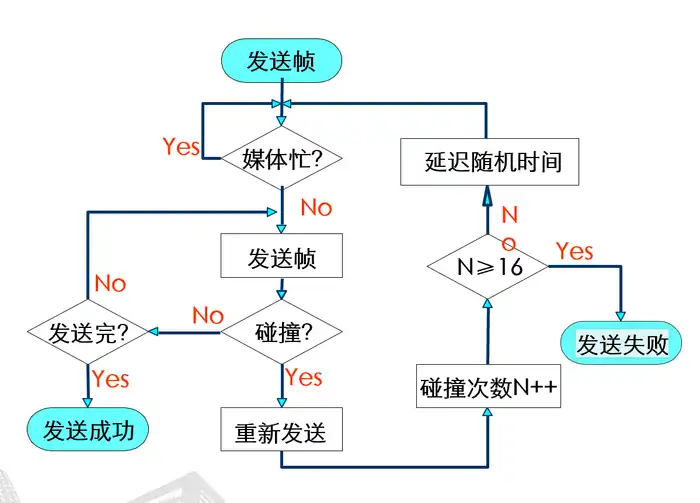 发送帧
Yes
媒体忙?
延迟随机时间
No
No
发送帧
N≥16
Yes
No
No
发送完?
碰撞?
发送失败
Yes
Yes
碰撞次数N++
发送成功
重新发送